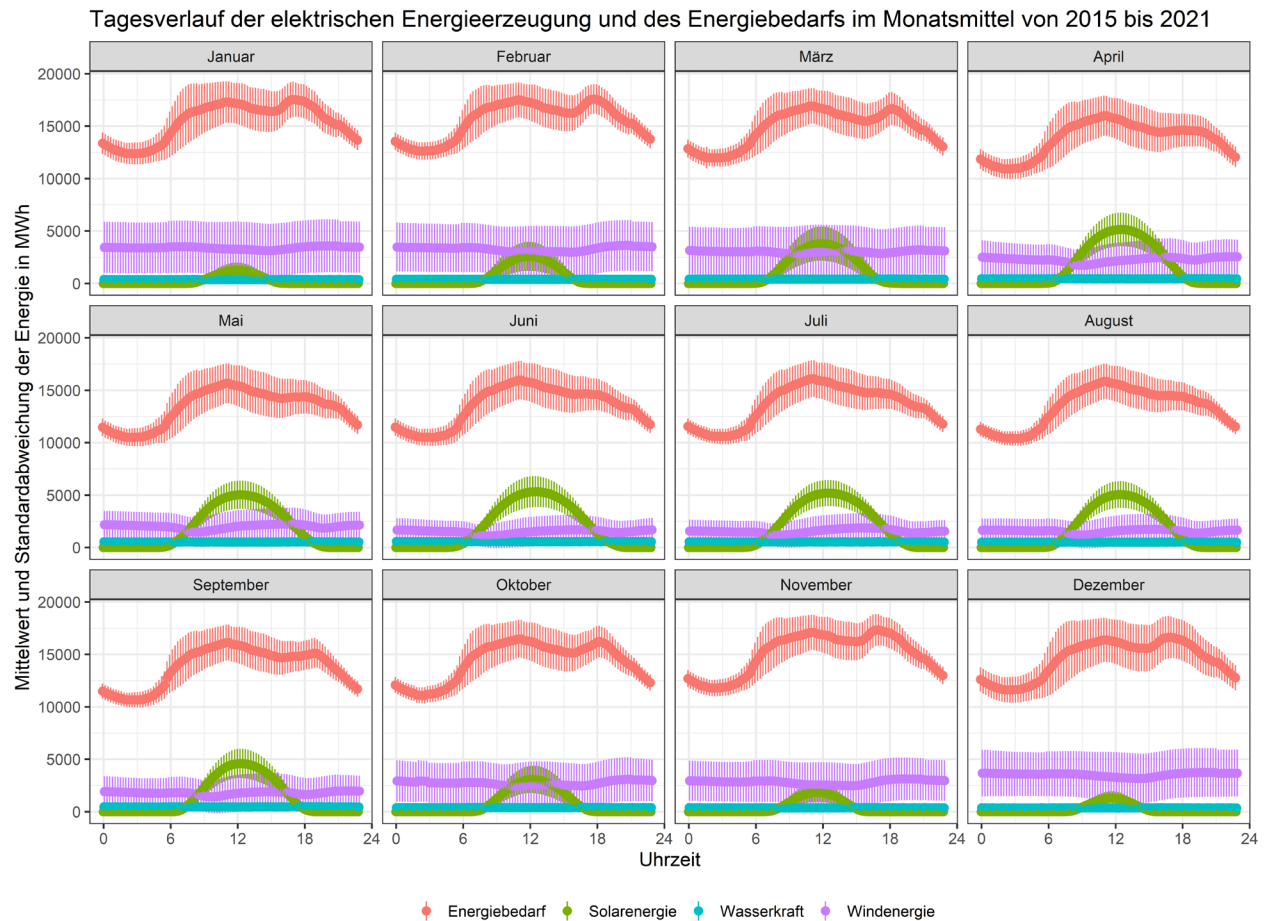 Tagesverlauf der elektrischen Energieerzeugung und des Energiebedarfs im Monatsmittel von 2015 bis 2021
Mittelwert und Standardabweichung der Energie in MWh
Januar Februar März April
20000
15000
10000
5000
0
Mai Juni Juli August
20000
15000
10000
5000
0
September Oktober November Dezember
20000
15000
10000
5000
0
0 6 12 18 24 0 6 12 18 24 0 6 12 18 24 0 6 12 18 24
Uhrzeit
Energiebedarf Solarenergie Wasserkraft Windenergie